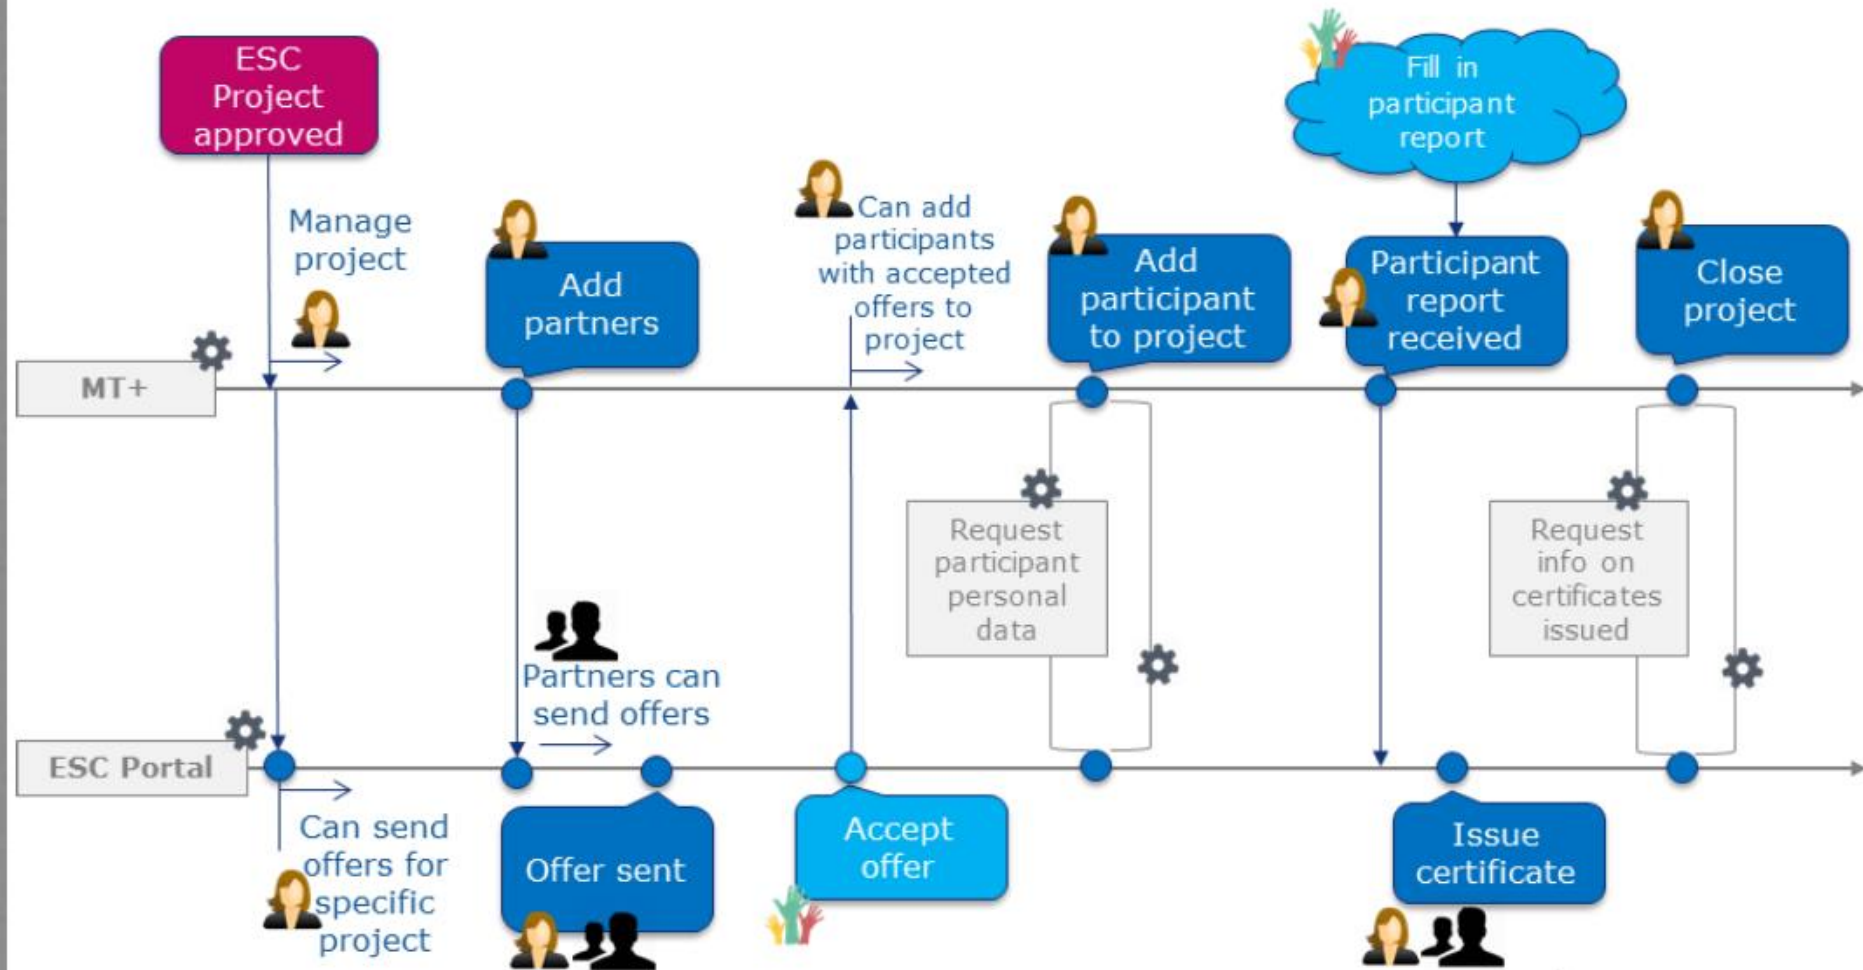 ESC
Project
approved
Fill in
participant
report
Manage
project
Add
partners
Can add
participants
with accepted
offers to
project
Add
participant
to project
Participant
report
received
Close
project
MT+
Request
participant
personal
data
Request
info on
certificates
issued
Partners can
send offers
ESC Portal
Can send
offers for
specific
project
Offer sent
Accept
offer
Issue
certificate